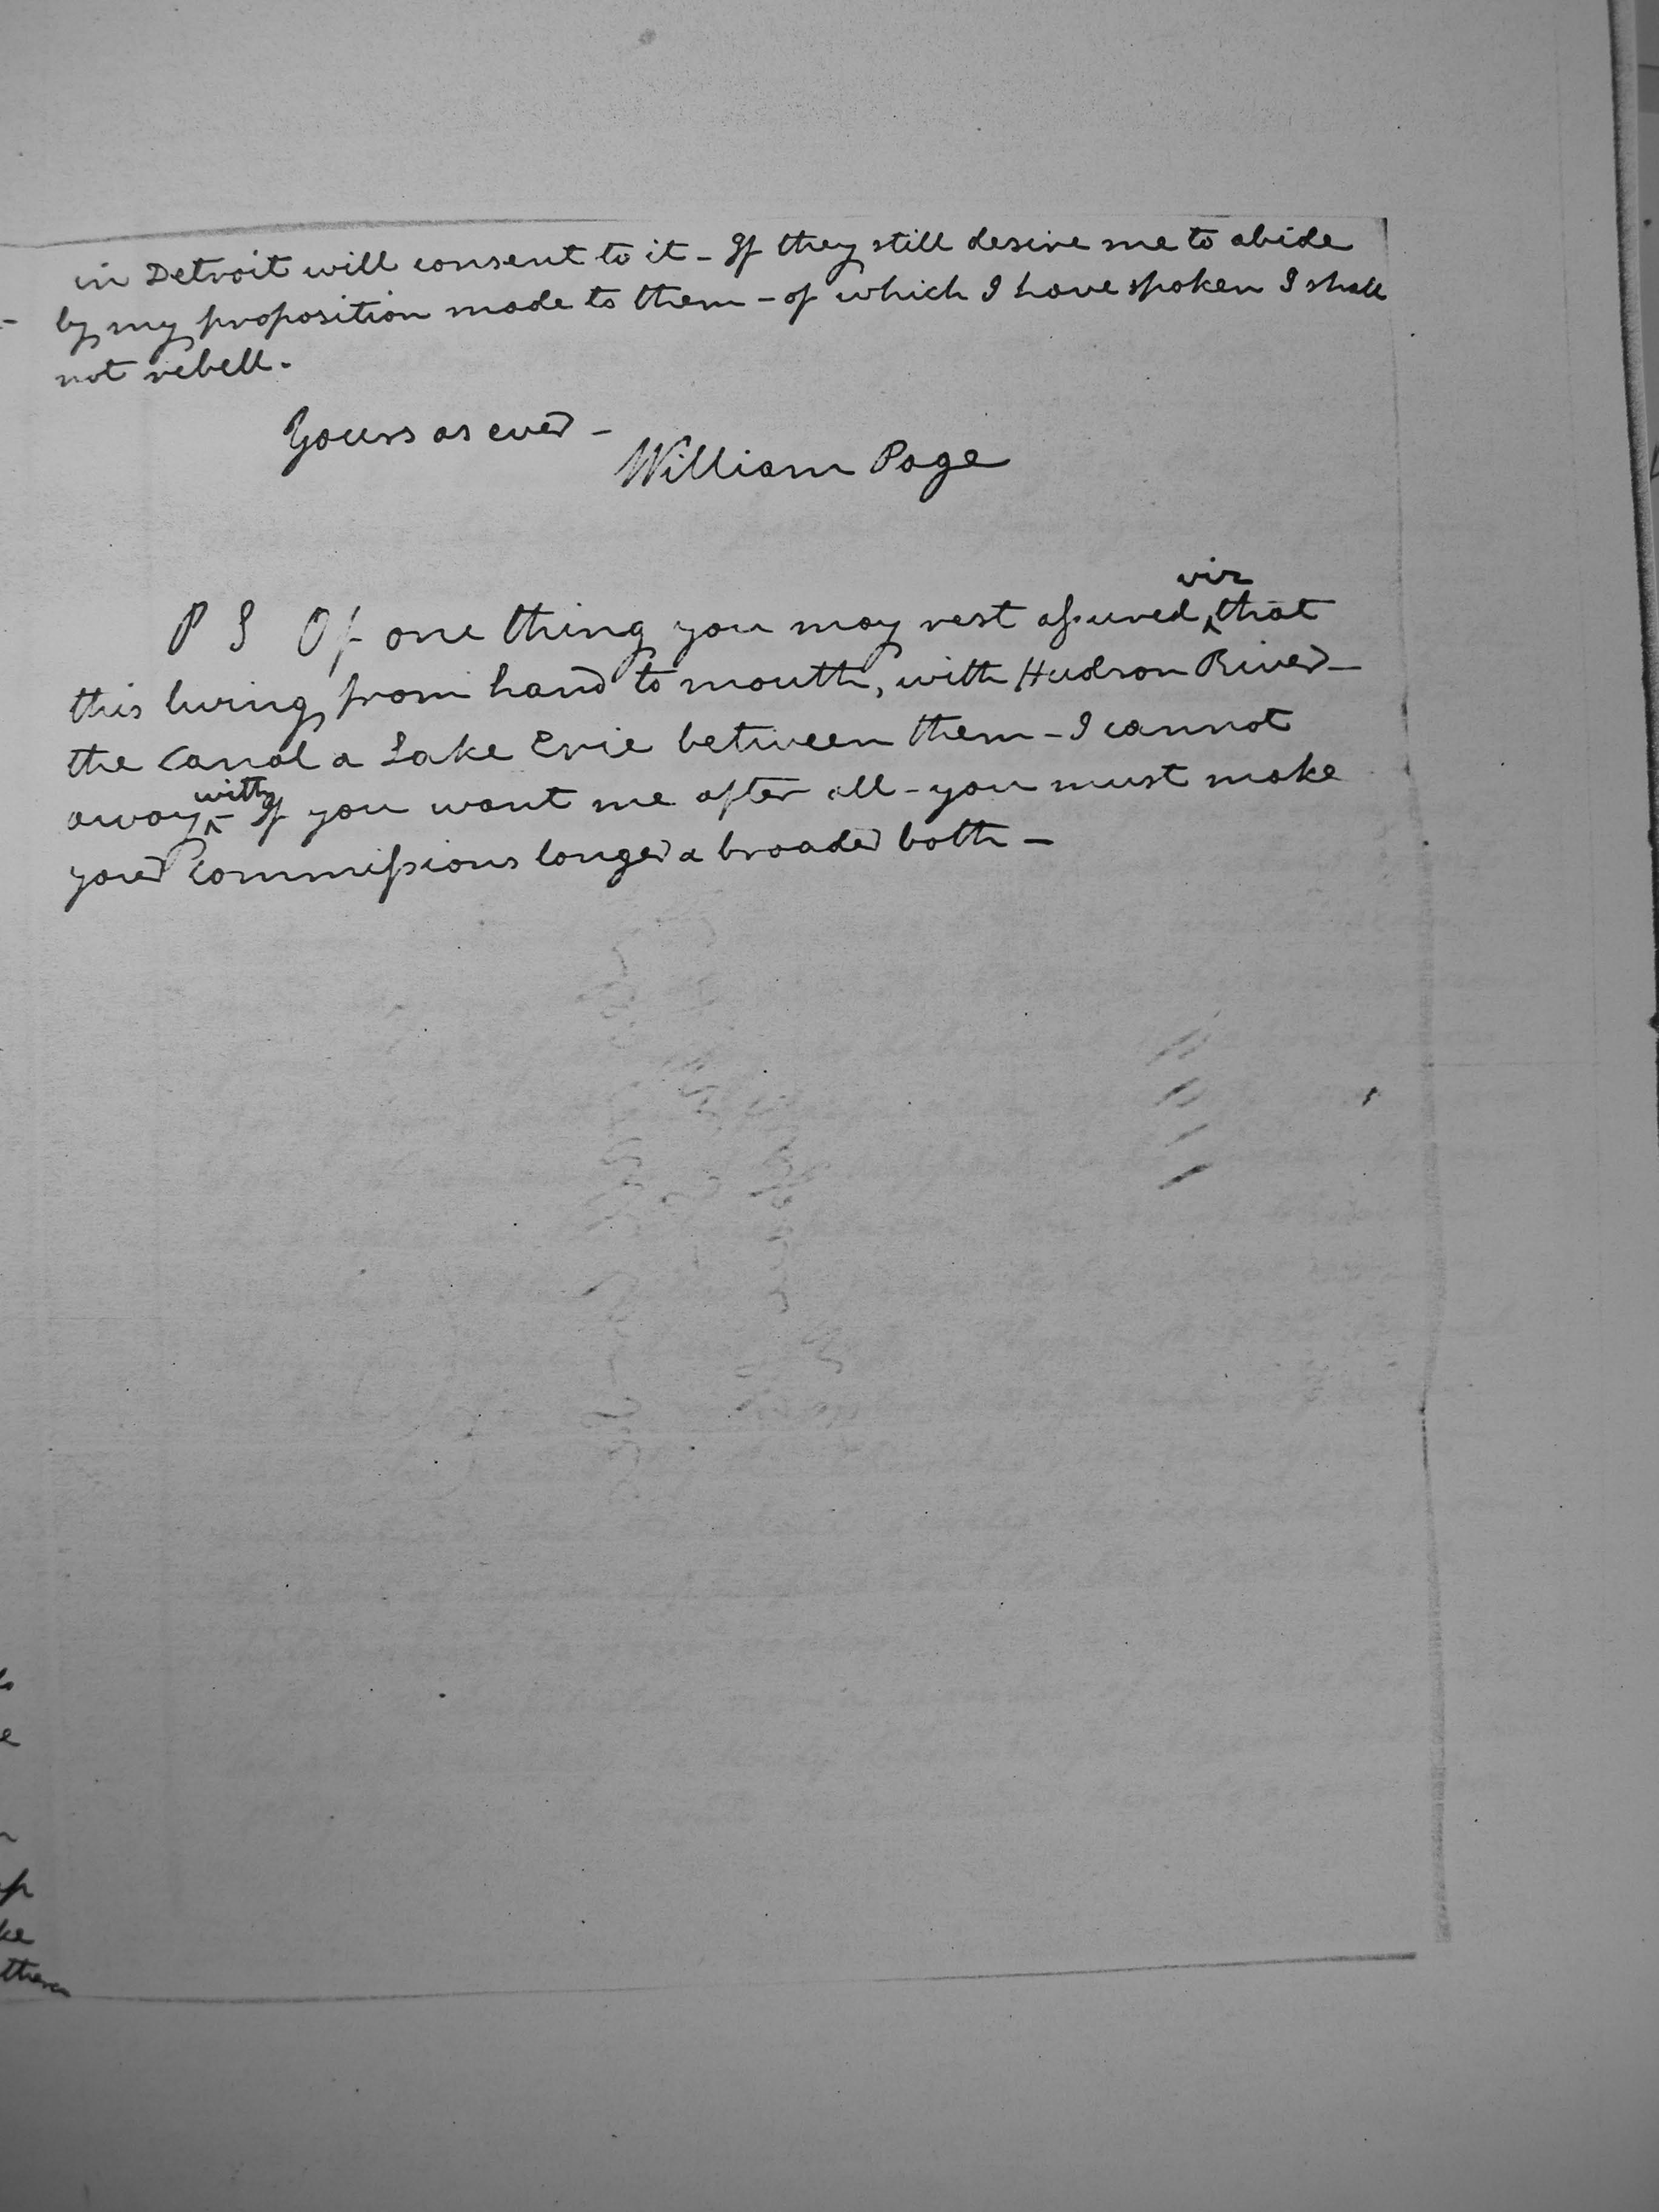 in Detroit will consent to it - If they still desire me to abide
by my proposition made to them - of which I have spoken I shall
not rebell.
Yours as ever -
William Page
P S Of one thing you may rest assured, ^ viz that
this living from hand to mouth, with Hudson River -
the Canal & Lake Erie between them - I cannot
away ^ with - If you want me after all - you must make
your commissions longer & broader both -